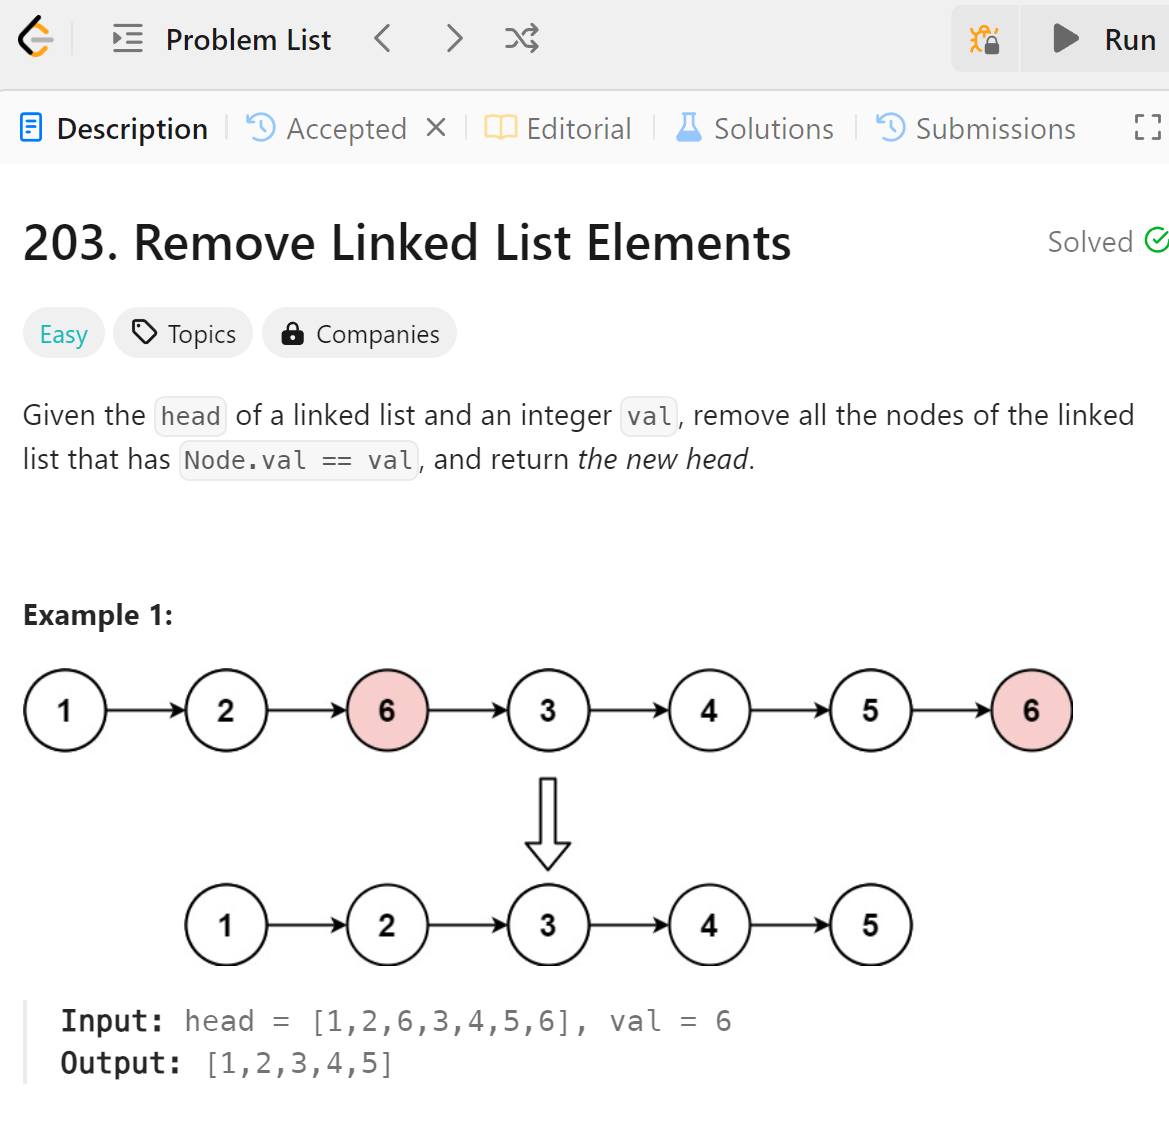 Problem List Run
Description Accepted Editorial Solutions Submissions
203. Remove Linked List Elements Solved
Easy Topics Companies
Given the head of a linked list and an integer val, remove all the nodes of the linked
list that has Node.val == val, and return the new head.
Example 1:
1 2 6 3 4 5 6
1 2 3 4 5
Input: head = [1,2,6,3,4,5,6], val = 6
Output: [1,2,3,4,5]